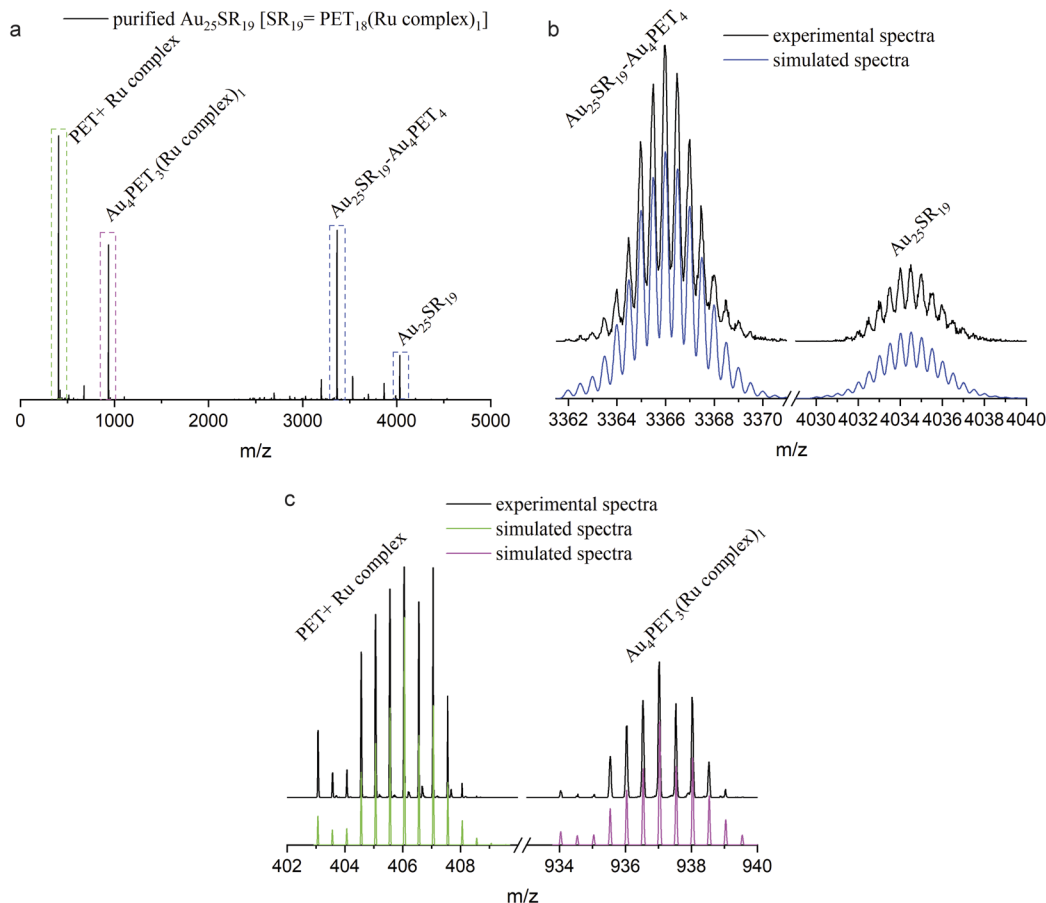 a
purified Au₂₅SR₁₉ [SR₁₉= PET₁₈(Ru complex)₁]
PET+ Ru complex
Au₄PET₃(Ru complex)₁
Au₂₅SR₁₉-Au₄PET₄
Au₂₅SR₁₉
0 1000 2000 3000 4000 5000
m/z
b
experimental spectra
simulated spectra
Au₂₅SR₁₉-Au₄PET₄
Au₂₅SR₁₉
3362 3364 3366 3368 3370 4030 4032 4034 4036 4038 4040
m/z
c
experimental spectra
simulated spectra
simulated spectra
PET+ Ru complex
Au₄PET₃(Ru complex)₁
402 404 406 408 934 936 938 940
m/z